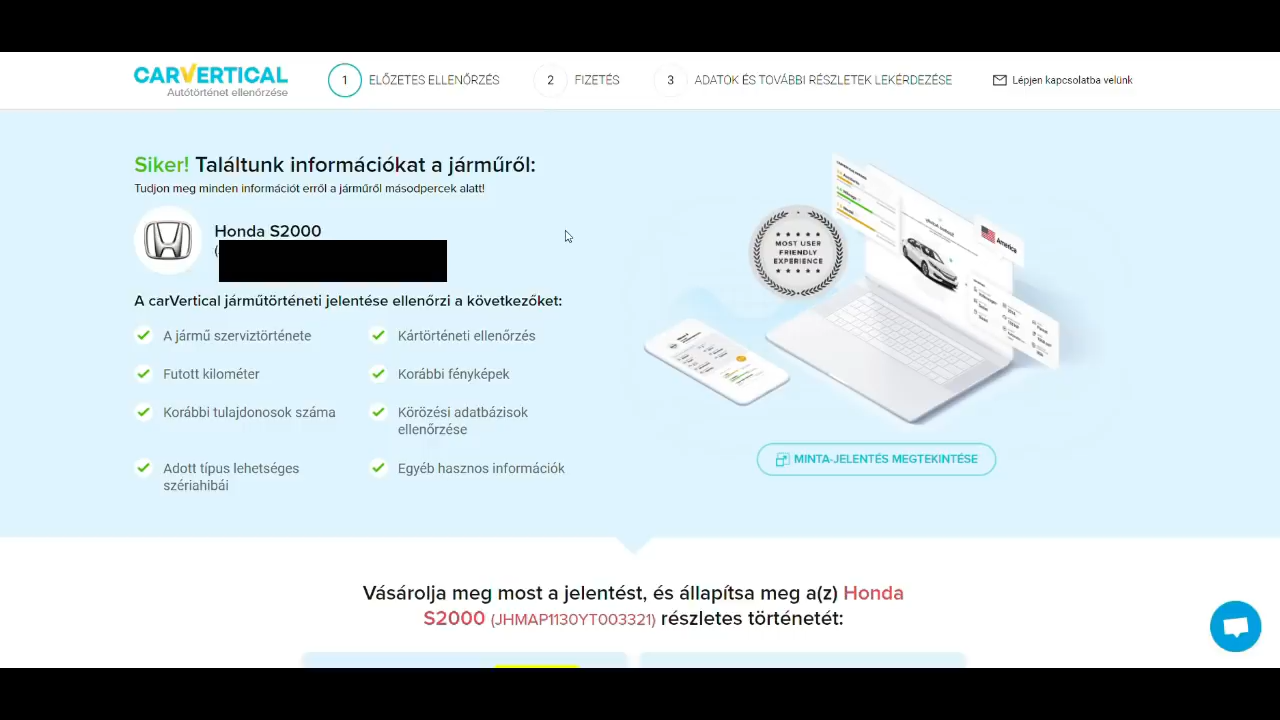 CARVERTICAL
Autótörténet ellenőrzése
1 ELŐZETES ELLENŐRZÉS
2 FIZETÉS
3 ADATOK ÉS TOVÁBBI RÉSZLETEK LEKÉRDEZÉSE
Lépjen kapcsolatba velünk
Siker! Találtunk információkat a járműről:
Tudjon meg minden információt erről a járműről másodpercek alatt!
Honda S2000
(
A carVertical járműtörténeti jelentése ellenőrzi a következőket:
A jármű szerviztörténete
Kártörténeti ellenőrzés
Futott kilométer
Korábbi fényképek
Korábbi tulajdonosok száma
Körözési adatbázisok
ellenőrzése
Adott típus lehetséges
szériahibái
Egyéb hasznos információk
MOST USER
FRIENDLY
EXPERIENCE
America
MINTA-JELENTÉS MEGTEKINTÉSE
Vásárolja meg most a jelentést, és állapítsa meg a(z) Honda
S2000 (JHMAP1130YT003321) részletes történetét: